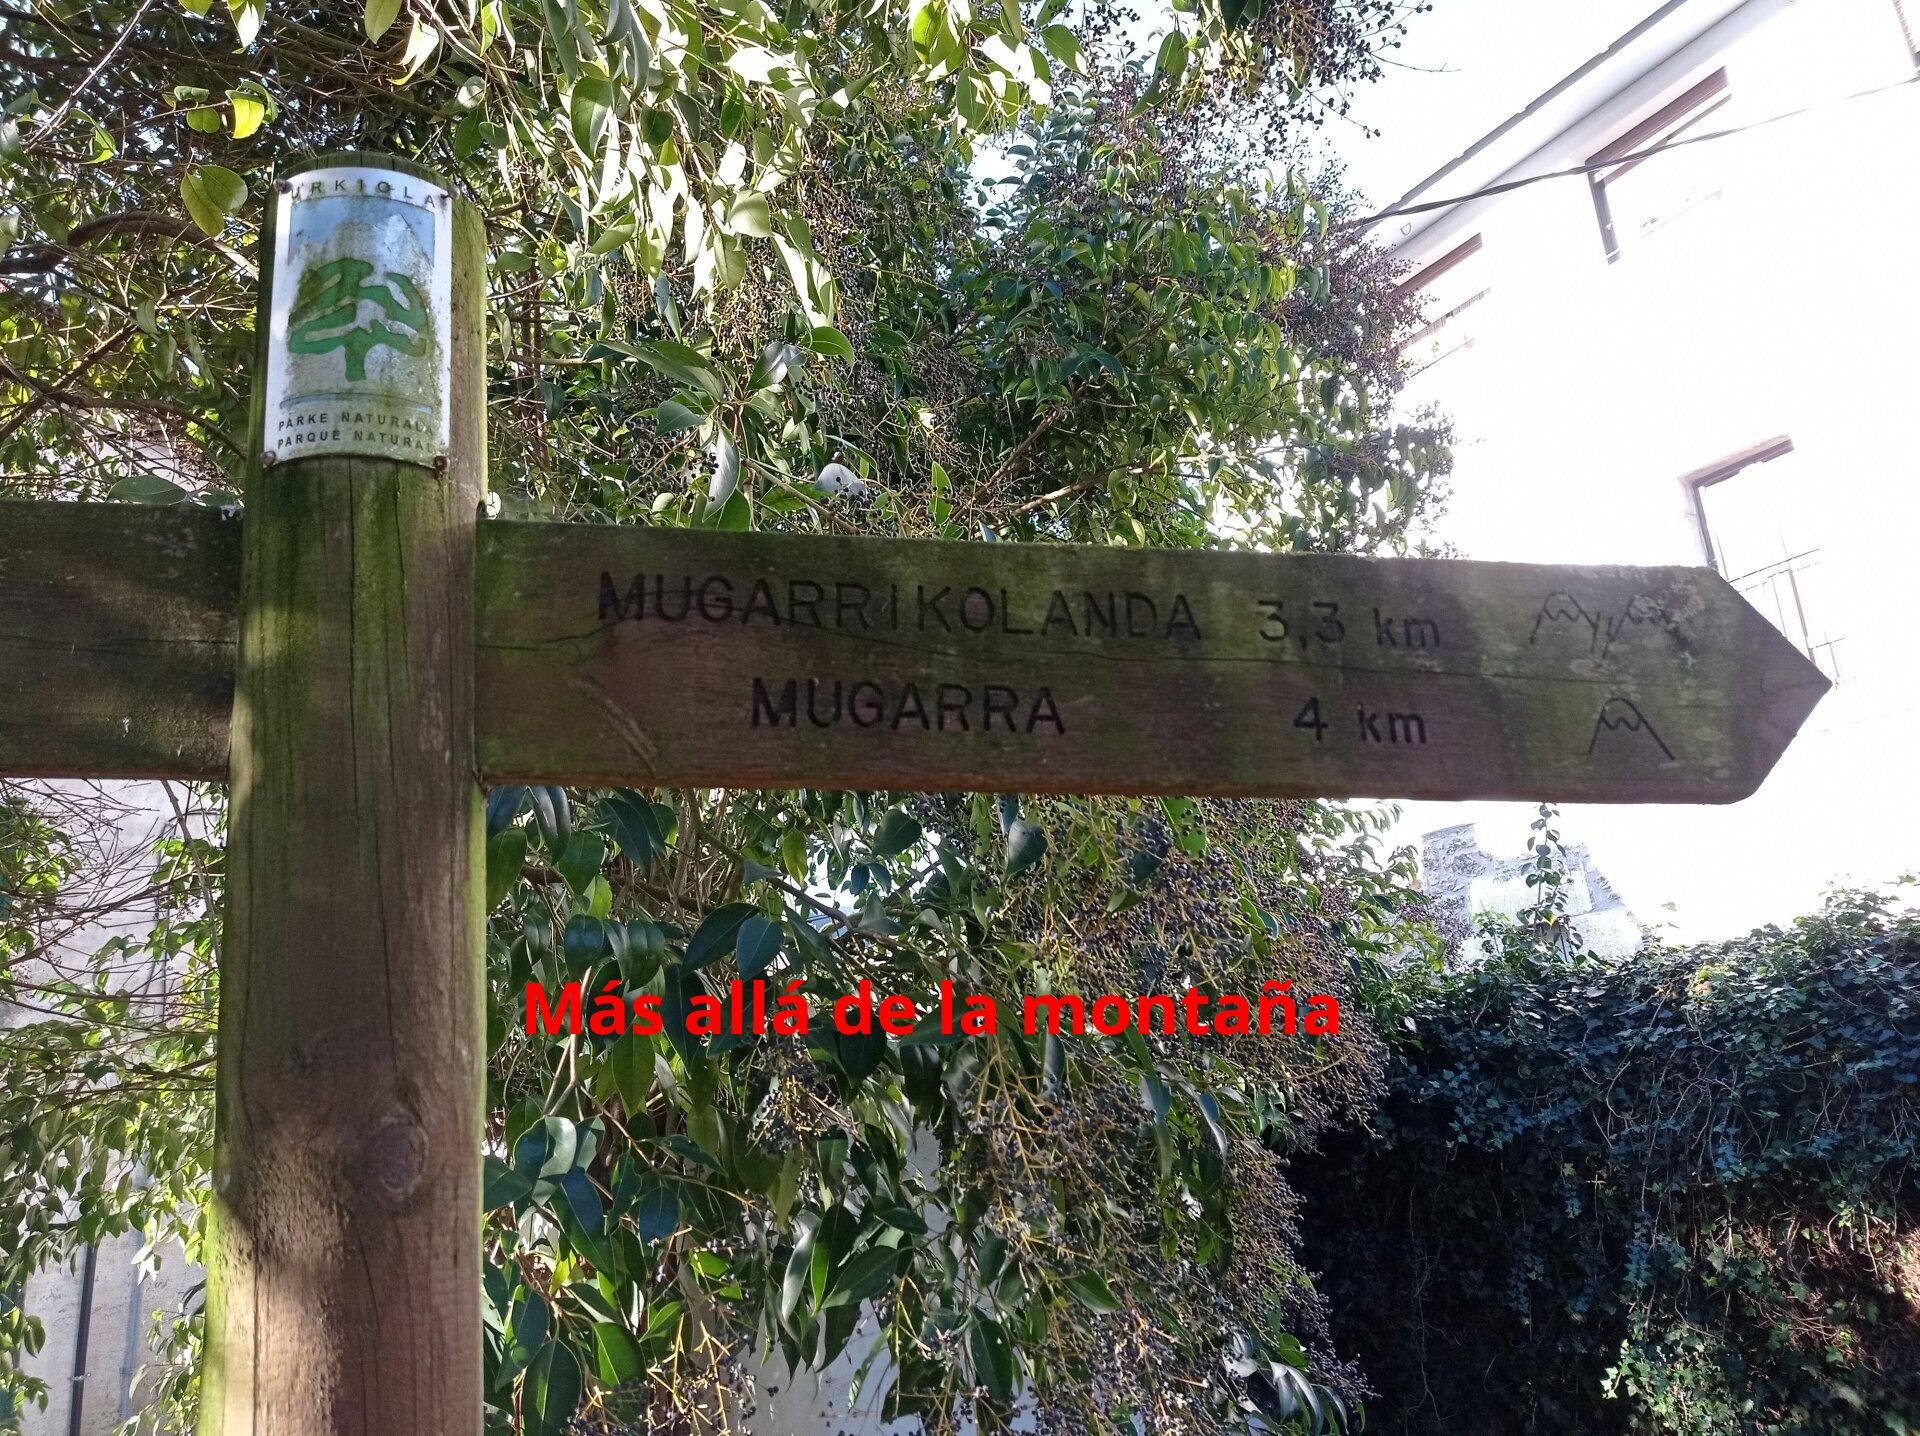 URKIOLA
PARKE NATURALA
PARQUE NATURAL
MUGARRIKOLANDA 3,3 km
MUGARRA 4 km
Más allá de la montaña